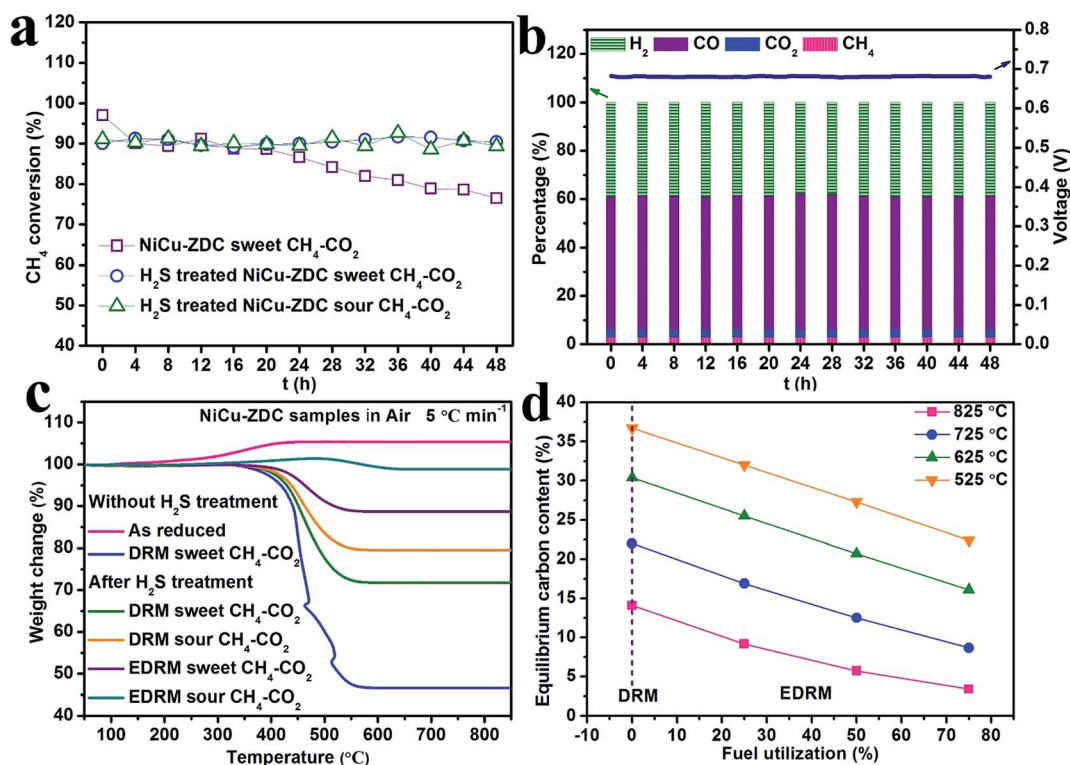 a
120
110
100
90
80
70
60
50
40
CH₄ conversion (%)
NiCu-ZDC sweet CH₄-CO₂
H₂S treated NiCu-ZDC sweet CH₄-CO₂
H₂S treated NiCu-ZDC sour CH₄-CO₂
0 4 8 12 16 20 24 28 32 36 40 44 48
t (h)
b
H₂ CO CO₂ CH₄
120
100
80
60
40
20
0
Percentage (%)
0.8
0.7
0.6
0.5
0.4
0.3
0.2
0.1
0.0
Voltage (V)
0 4 8 12 16 20 24 28 32 36 40 44 48
t (h)
c
NiCu-ZDC samples in Air 5 °C min⁻¹
110
100
90
80
70
60
50
40
Weight change (%)
Without H₂S treatment
As reduced
DRM sweet CH₄-CO₂
After H₂S treatment
DRM sweet CH₄-CO₂
DRM sour CH₄-CO₂
EDRM sweet CH₄-CO₂
EDRM sour CH₄-CO₂
100 200 300 400 500 600 700 800
Temperature (°C)
d
825 °C
725 °C
625 °C
525 °C
40
35
30
25
20
15
10
5
0
Equilibrium carbon content (%)
DRM EDRM
-10 0 10 20 30 40 50 60 70 80
Fuel utilization (%)